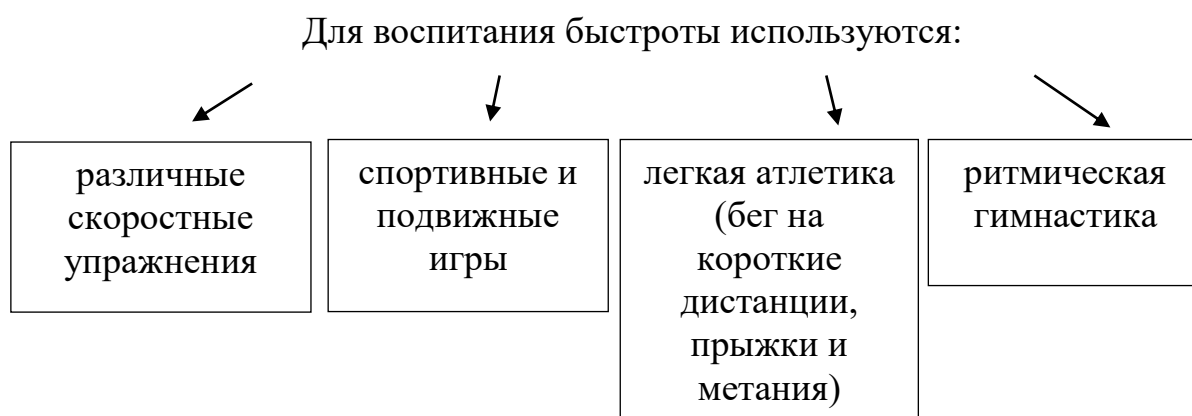 Для воспитания быстроты используются:
различные
скоростные
упражнения
спортивные и
подвижные
игры
легкая атлетика
(бег на
короткие
дистанции,
прыжки и
метания)
ритмическая
гимнастика